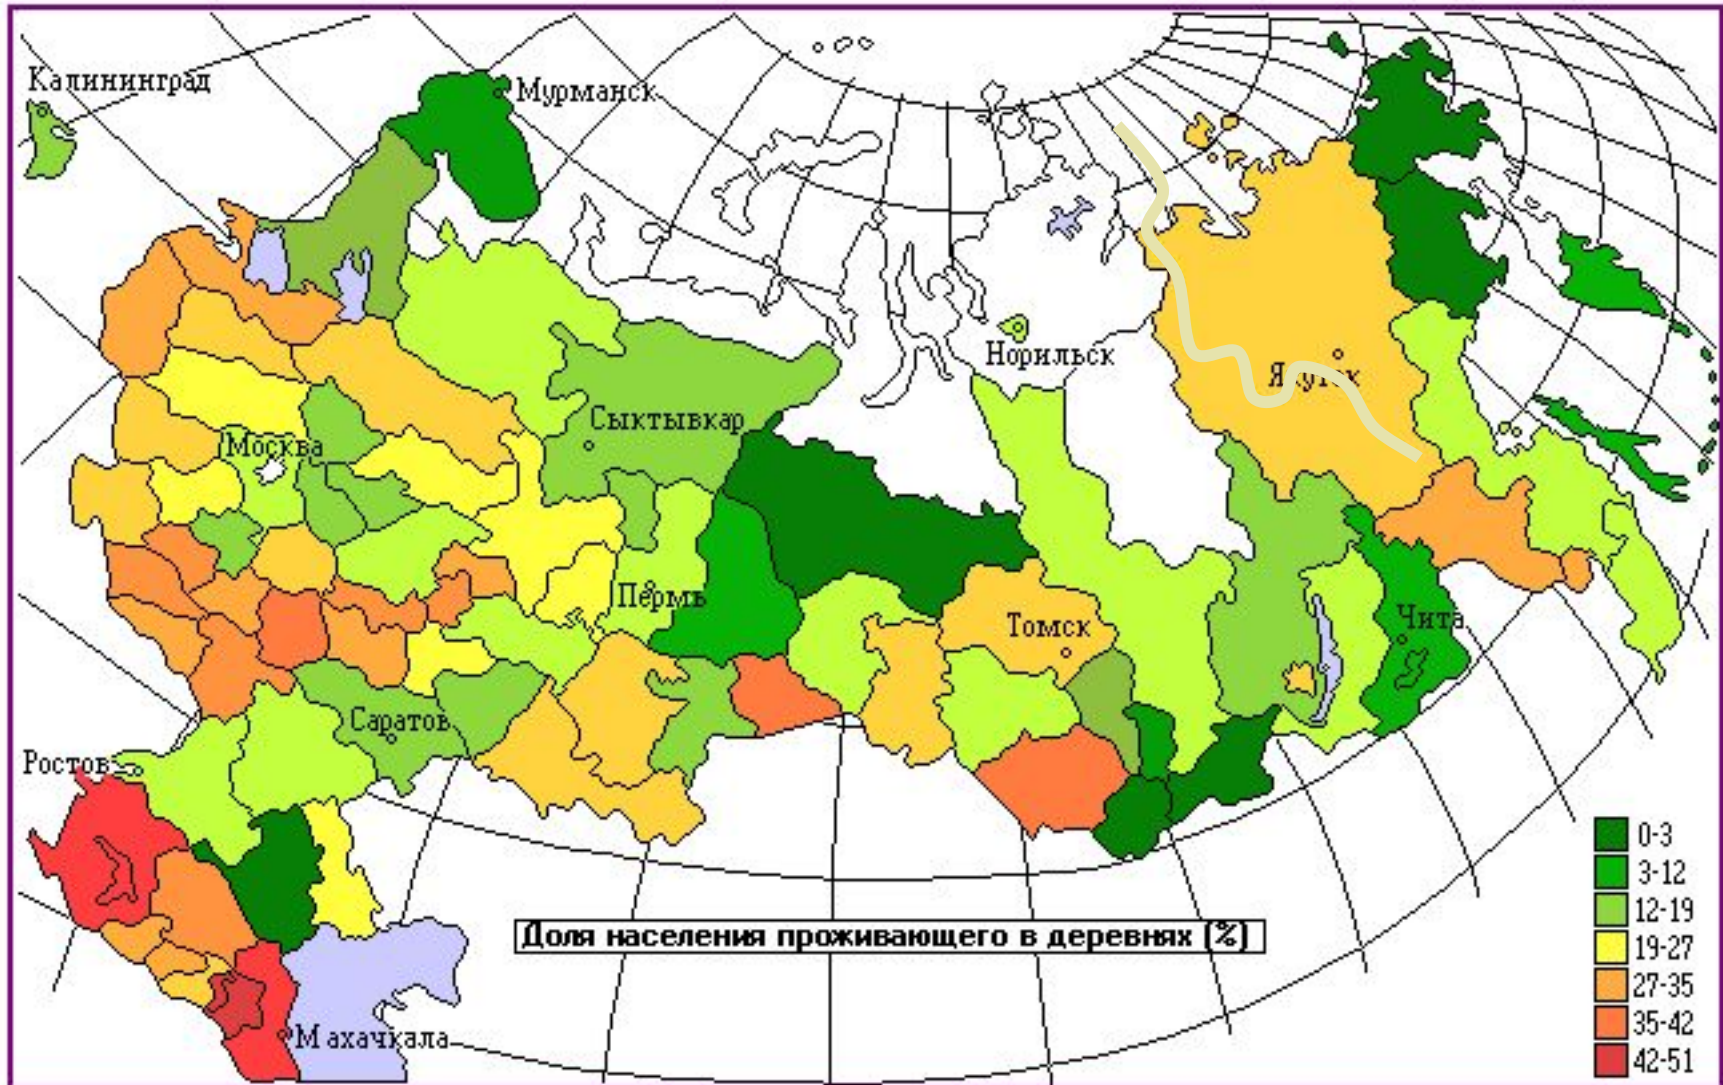 Калининград
Мурманск
Норильск
Якутск
Сыктывкар
Москва
Пермь
Томск
Чита
Саратов
Ростов
0-3
3-12
12-19
19-27
27-35
35-42
42-51
Доля населения проживающего в деревнях (%)
Махачкала